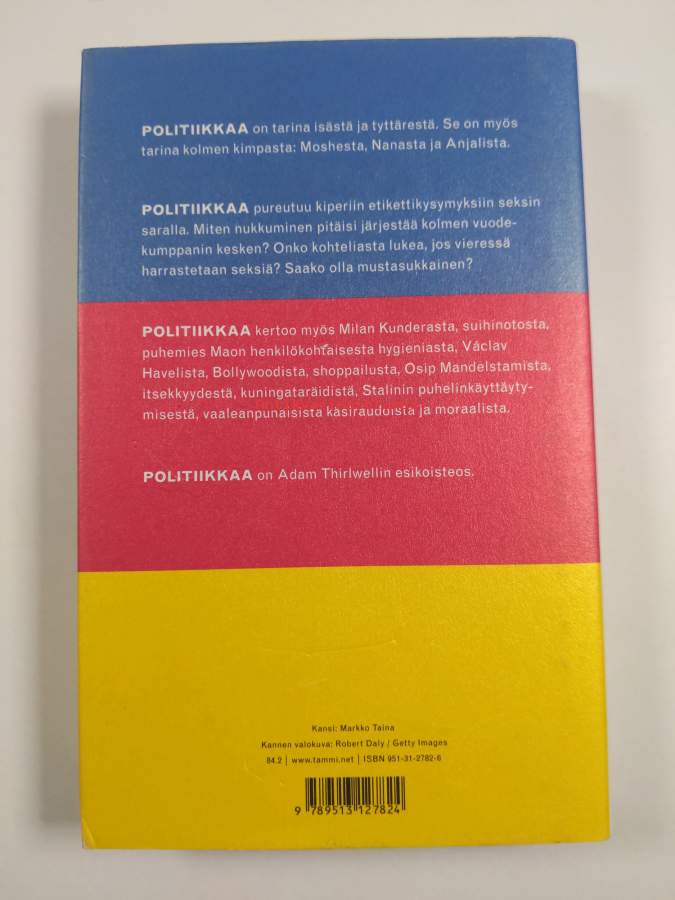 POLITIIKKAA on tarina isästä ja tyttärestä. Se on myös
tarina kolmen kimpasta: Moshesta, Nanasta ja Anjalista.
POLITIIKKAA pureutuu kiperiin etikettikysymyksiin seksin
saralla. Miten nukkuminen pitäisi järjestää kolmen vuode-
kumppanin kesken? Onko kohteliasta lukea, jos vieressä
harrastetaan seksiä? Saako olla mustasukkainen?
POLITIIKKAA kertoo myös Milan Kunderasta, suihinotosta,
puhemies Maon henkilökohtaisesta hygieniasta, Václav
Havelista, Bollywoodista, shoppailusta, Osip Mandelstamista,
itsekkyydestä, kuningataräidistä, Stalinin puhelinkäyttäyty-
misestä, vaaleanpunaisista käsiraudoista ja moraalista.
POLITIIKKAA on Adam Thirlwellin esikoisteos.
Kansi: Markko Taina
Kannen valokuva: Robert Daly / Getty Images
84.2 | www.tammi.net | ISBN 951-31-2782-6
9 789513 127824